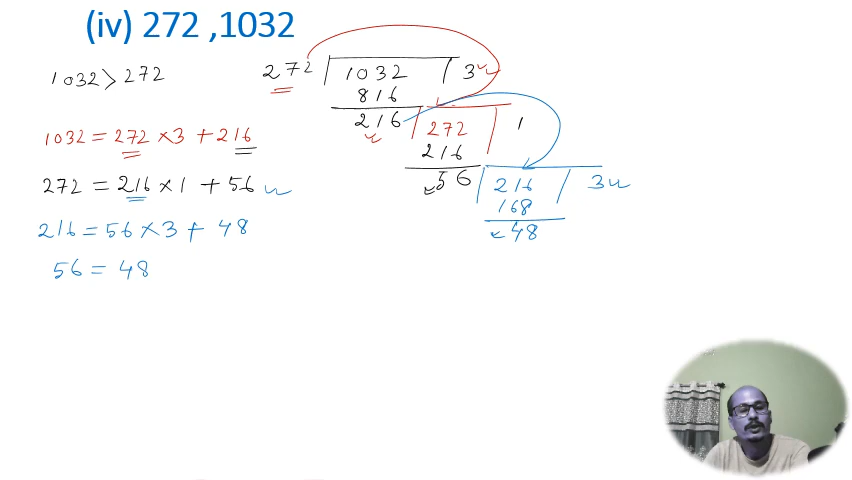 (iv) 272 ,1032
1032 > 272
272 1032 3
816
216 272 1
216
56 216 3
168
48
1032 = 272 × 3 + 216
272 = 216 × 1 + 56
216 = 56 × 3 + 48
56 = 48